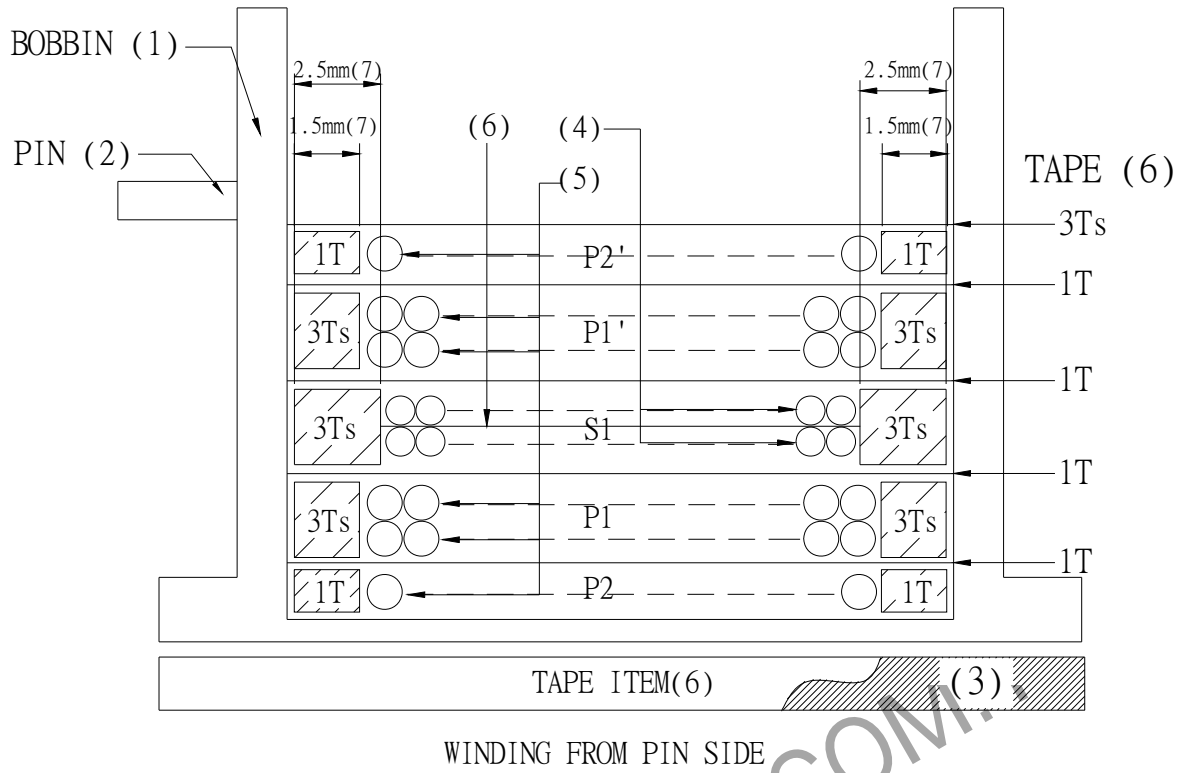 BOBBIN (1)
2.5mm(7)
2.5mm(7)
1.5mm(7)
(6)
(4)
1.5mm(7)
PIN (2)
(5)
TAPE (6)
3Ts
1T
P2'
1T
1T
3Ts
P1'
3Ts
1T
3Ts
S1
3Ts
1T
3Ts
P1
3Ts
1T
1T
P2
1T
TAPE ITEM(6)
(3)
WINDING FROM PIN SIDE